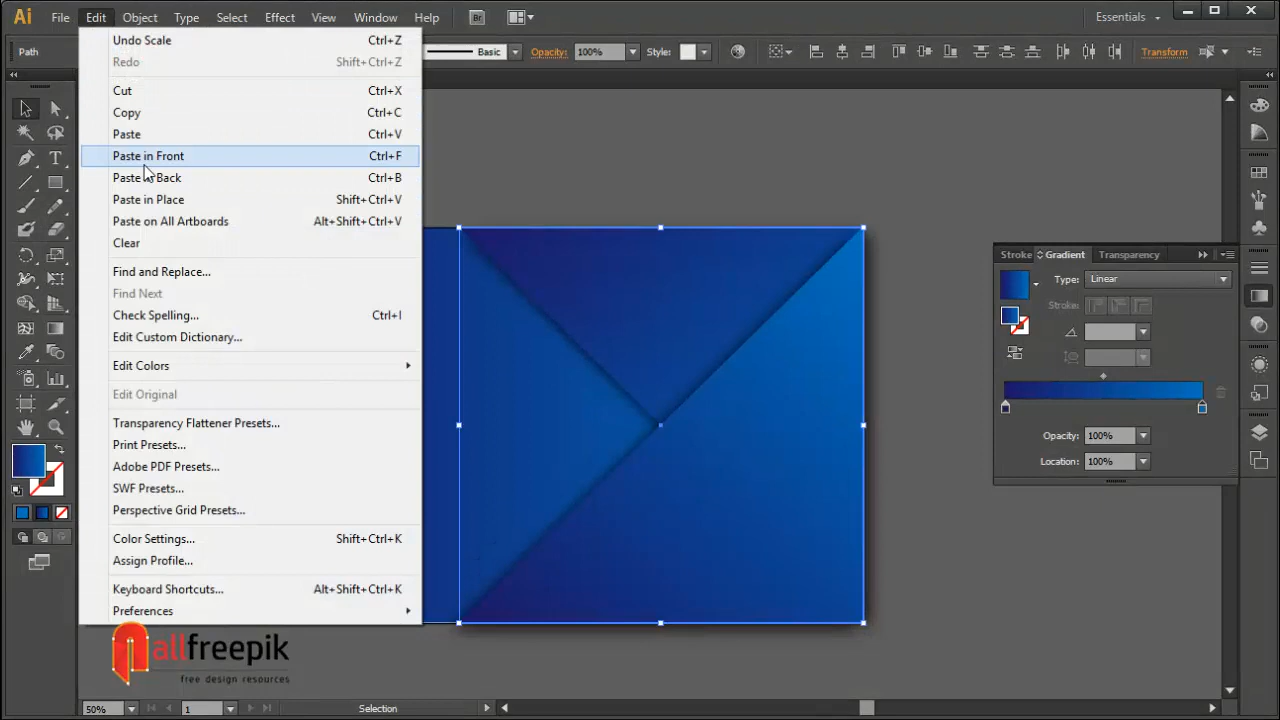 Ai File Edit Object Type Select Effect View Window Help Br Essentials
Path Basic Opacity: 100% Style: Transform
Undo Scale Ctrl+Z
Redo Shift+Ctrl+Z
Cut Ctrl+X
Copy Ctrl+C
Paste Ctrl+V
Paste in Front Ctrl+F
Paste Back Ctrl+B
Paste in Place Shift+Ctrl+V
Paste on All Artboards Alt+Shift+Ctrl+V
Clear
Find and Replace...
Find Next
Check Spelling... Ctrl+I
Edit Custom Dictionary...
Edit Colors
Edit Original
Transparency Flattener Presets...
Print Presets...
Adobe PDF Presets...
SWF Presets...
Perspective Grid Presets...
Color Settings... Shift+Ctrl+K
Assign Profile...
Keyboard Shortcuts... Alt+Shift+Ctrl+K
Preferences
Stroke Gradient Transparency
Type: Linear
Stroke:
Opacity: 100%
Location: 100%
allfreepik
free design resources
50% 1 Selection